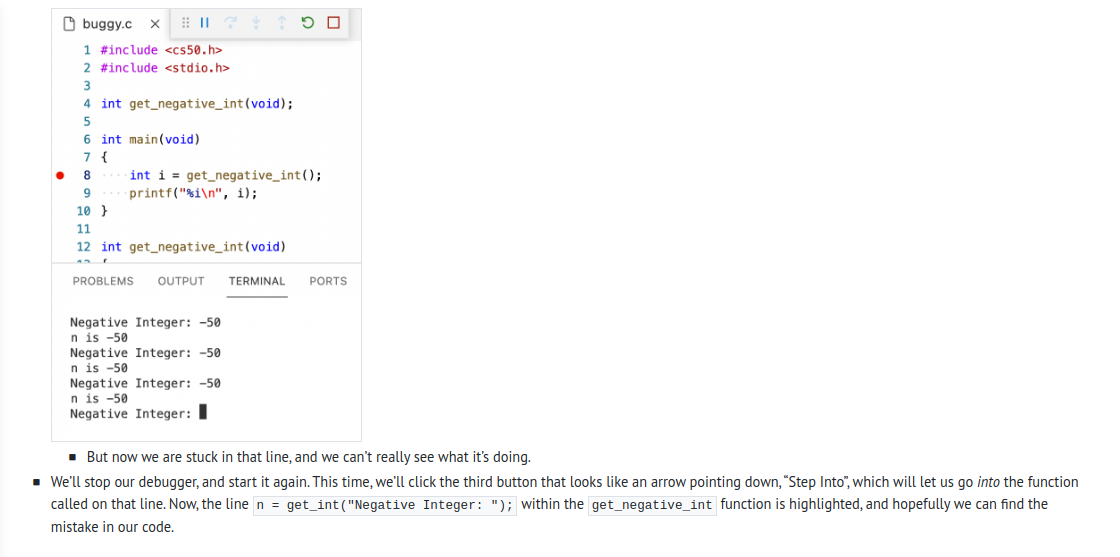 buggy.c
1 #include <cs50.h>
2 #include <stdio.h>
3
4 int get_negative_int(void);
5
6 int main(void)
7 {
8 ····int i = get_negative_int();
9 ····printf("%i\n", i);
10 }
11
12 int get_negative_int(void)
PROBLEMS OUTPUT TERMINAL PORTS
Negative Integer: -50
n is -50
Negative Integer: -50
n is -50
Negative Integer: -50
n is -50
Negative Integer:
▪ But now we are stuck in that line, and we can’t really see what it’s doing.
▪ We’ll stop our debugger, and start it again. This time, we’ll click the third button that looks like an arrow pointing down, “Step Into”, which will let us go into the function
called on that line. Now, the line n = get_int("Negative Integer: "); within the get_negative_int function is highlighted, and hopefully we can find the
mistake in our code.